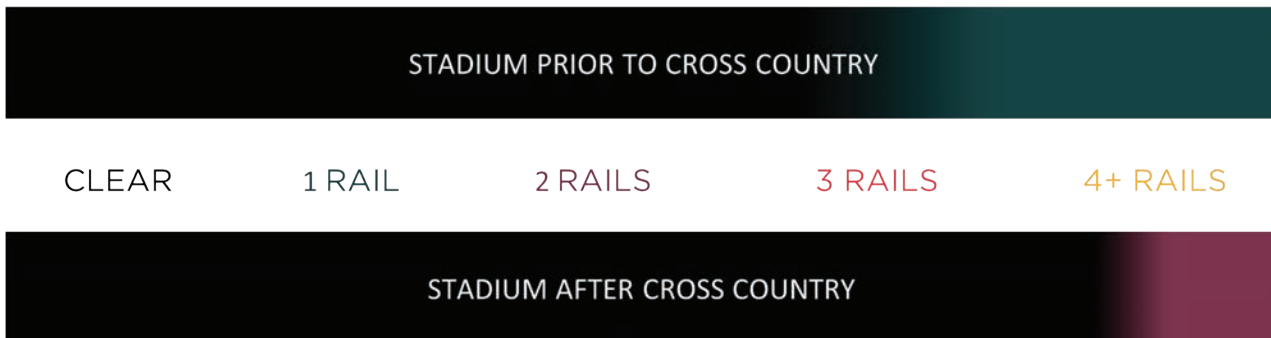 STADIUM PRIOR TO CROSS COUNTRY
CLEAR 1 RAIL 2 RAILS 3 RAILS 4+ RAILS
STADIUM AFTER CROSS COUNTRY